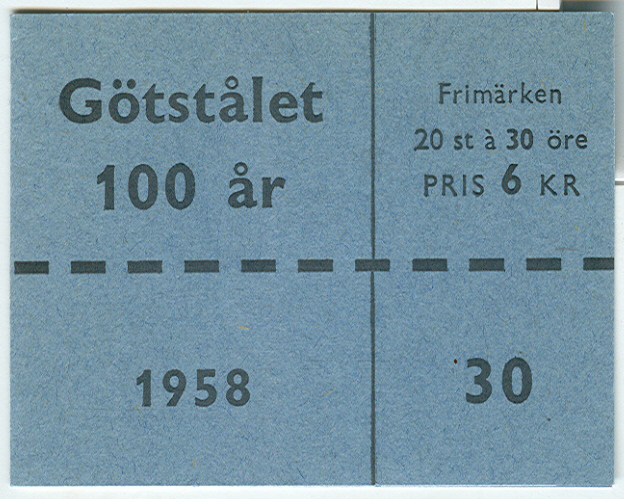 Götstålet
100 år
Frimärken
20 st à 30 öre
PRIS 6 KR
1958
30